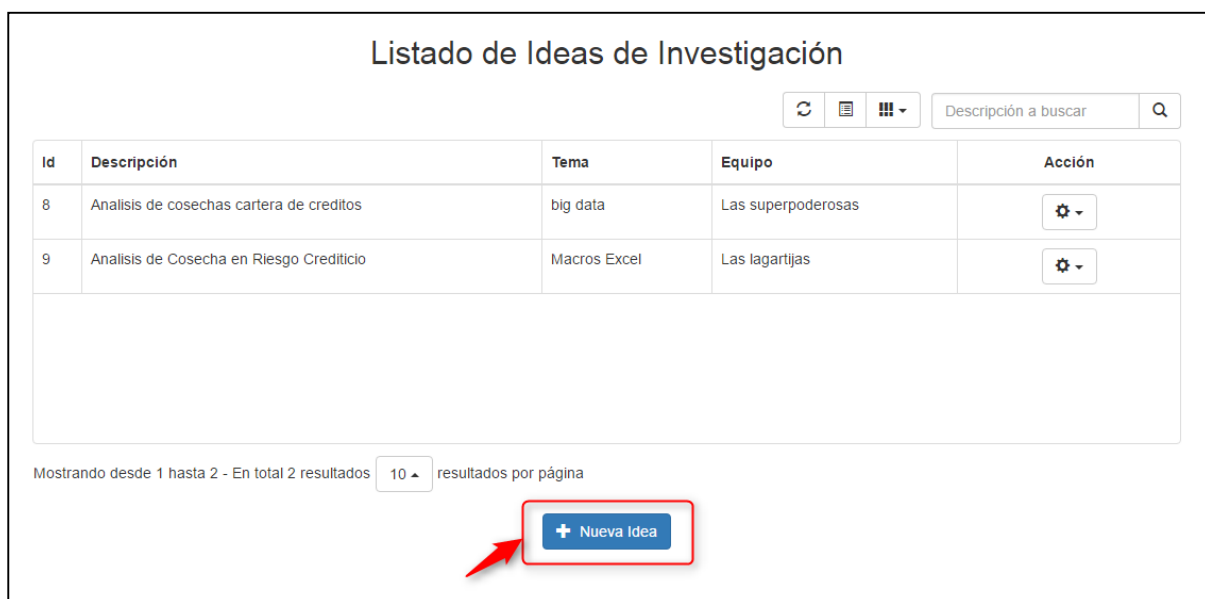 Listado de Ideas de Investigación
Descripción a buscar
Id Descripción Tema Equipo Acción
8 Analisis de cosechas cartera de creditos big data Las superpoderosas
9 Analisis de Cosecha en Riesgo Crediticio Macros Excel Las lagartijas
Mostrando desde 1 hasta 2 - En total 2 resultados 10 resultados por página
Nueva Idea